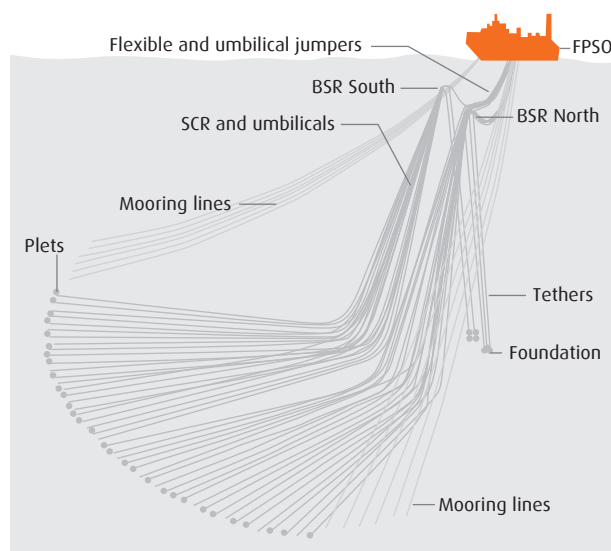 Flexible and umbilical jumpers
FPSO
BSR South
BSR North
SCR and umbilicals
Mooring lines
Plets
Tethers
Foundation
Mooring lines